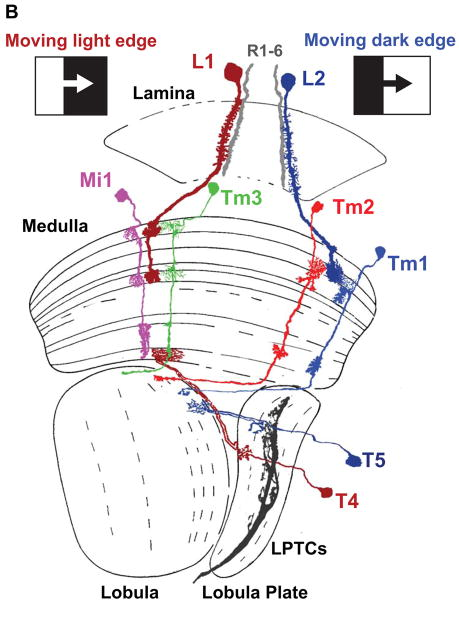 B
Moving light edge
R1-6
Moving dark edge
L1
L2
Lamina
Mi1
Tm3
Tm2
Medulla
Tm1
T5
T4
LPTCs
Lobula
Lobula Plate